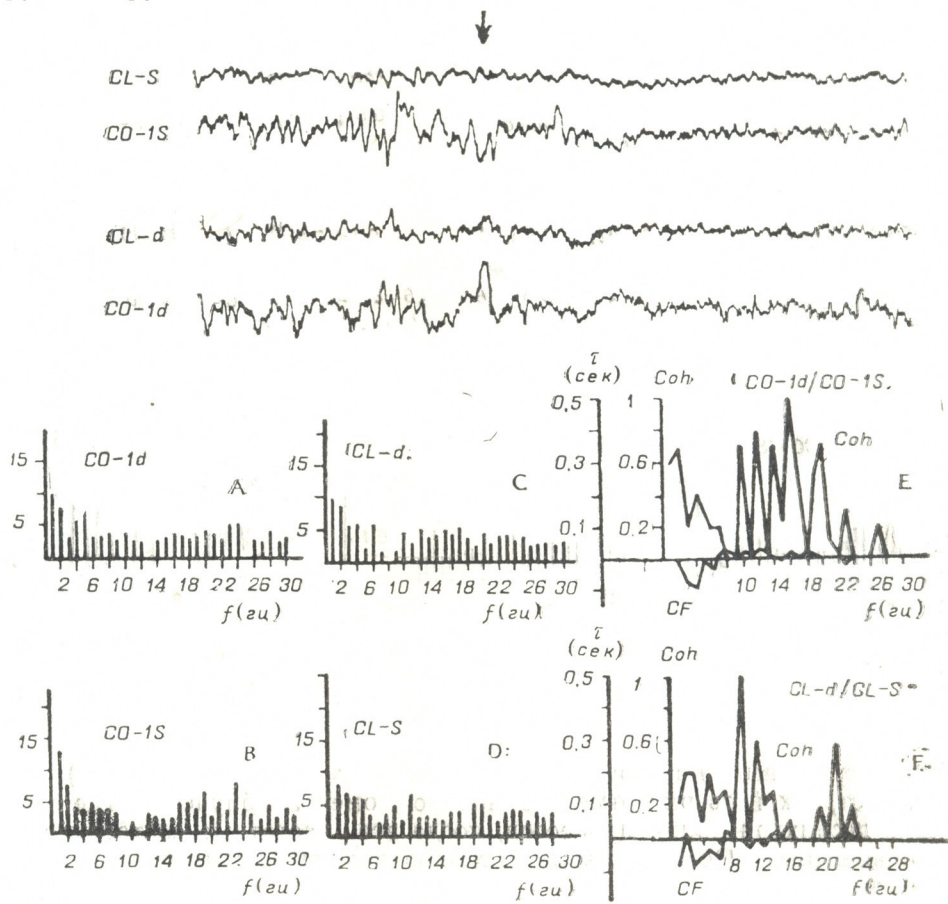 CL-S
CO-1S
CL-d
CO-1d
15
5
CO-1d
A
2 6 10 14 18 22 26 30
f(гц)
15
5
CL-d.
C
2 6 10 14 18 22 26 30
f(гц)
τ
(сек)
0,5
0,3
0,1
Coh
1
0.6
0.2
CO-1d/CO-1S.
Coh
E
CF
10 14 18 22 26 30
f(гц)
15
5
CO-1S
B
2 6 10 14 18 22 26 30
f(гц)
15
5
CL-S
D:
2 6 10 14 18 22 26 30
f(гц)
τ
(сек)
0,5
0,3
0,1
Coh
1
0.6
0.2
CL-d/CL-S
Coh
F.
CF
8 12 16 20 24 28
f(гц)